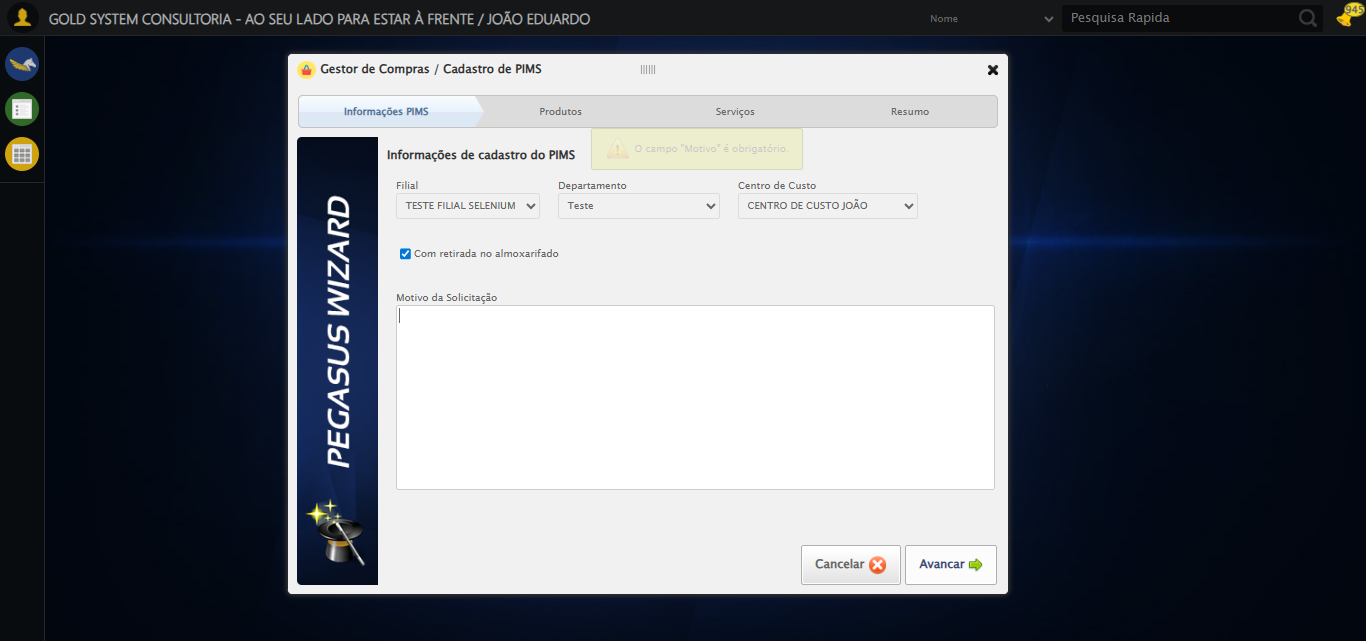 GOLD SYSTEM CONSULTORIA - AO SEU LADO PARA ESTAR À FRENTE / JOÃO EDUARDO
Nome
Pesquisa Rapida
945
Gestor de Compras / Cadastro de PIMS
Informações PIMS
Produtos
Serviços
Resumo
Informações de cadastro do PIMS
O campo "Motivo" é obrigatório.
Filial
Departamento
Centro de Custo
TESTE FILIAL SELENIUM
Teste
CENTRO DE CUSTO JOÃO
Com retirada no almoxarifado
Motivo da Solicitação
PEGASUS WIZARD
Cancelar
Avancar